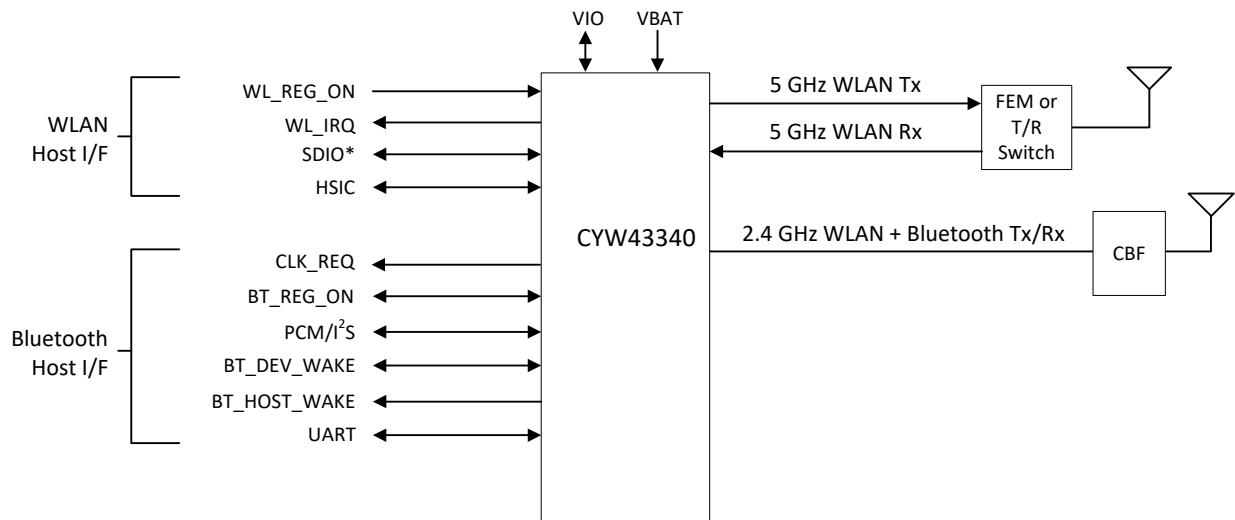 VIO
VBAT
WLAN
Host I/F
WL_REG_ON
WL_IRQ
SDIO*
HSIC
Bluetooth
Host I/F
CLK_REQ
BT_REG_ON
PCM/I²S
BT_DEV_WAKE
BT_HOST_WAKE
UART
CYW43340
5 GHz WLAN Tx
5 GHz WLAN Rx
FEM or
T/R
Switch
2.4 GHz WLAN + Bluetooth Tx/Rx
CBF